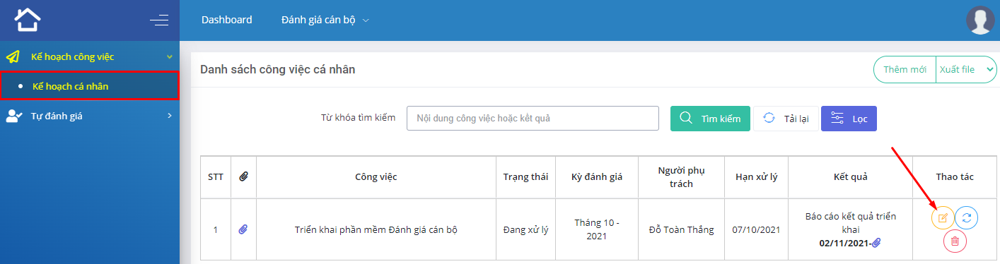 Dashboard
Đánh giá cán bộ
Kế hoạch công việc
Kế hoạch cá nhân
Tự đánh giá
Danh sách công việc cá nhân
Thêm mới
Xuất file
Từ khóa tìm kiếm
Nội dung công việc hoặc kết quả
Tìm kiếm
Tải lại
Lọc
STT
Công việc
Trạng thái
Kỳ đánh giá
Người phụ
trách
Hạn xử lý
Kết quả
Thao tác
1
Triển khai phần mềm Đánh giá cán bộ
Đang xử lý
Tháng 10 -
2021
Đỗ Toàn Thắng
07/10/2021
Báo cáo kết quả triển
khai
02/11/2021-